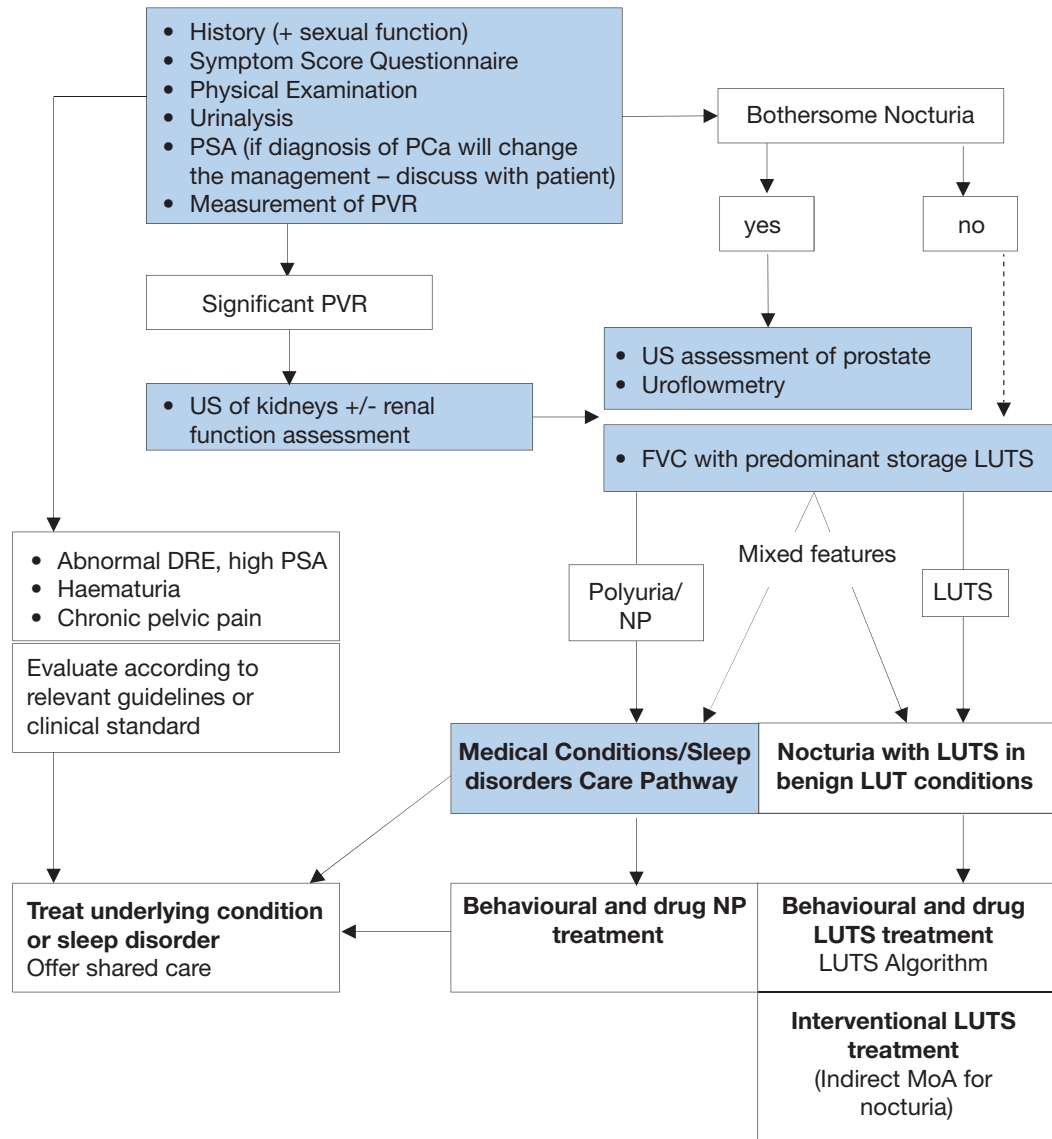 • History (+ sexual function)
• Symptom Score Questionnaire
• Physical Examination
• Urinalysis
• PSA (if diagnosis of PCa will change
the management – discuss with patient)
• Measurement of PVR
Bothersome Nocturia
yes
no
Significant PVR
• US assessment of prostate
• Uroflowmetry
• US of kidneys +/- renal
function assessment
• FVC with predominant storage LUTS
• Abnormal DRE, high PSA
• Haematuria
• Chronic pelvic pain
Evaluate according to
relevant guidelines or
clinical standard
Mixed features
Polyuria/
NP
LUTS
Medical Conditions/Sleep
disorders Care Pathway
Nocturia with LUTS in
benign LUT conditions
Treat underlying condition
or sleep disorder
Offer shared care
Behavioural and drug NP
treatment
Behavioural and drug
LUTS treatment
LUTS Algorithm
Interventional LUTS
treatment
(Indirect MoA for
nocturia)